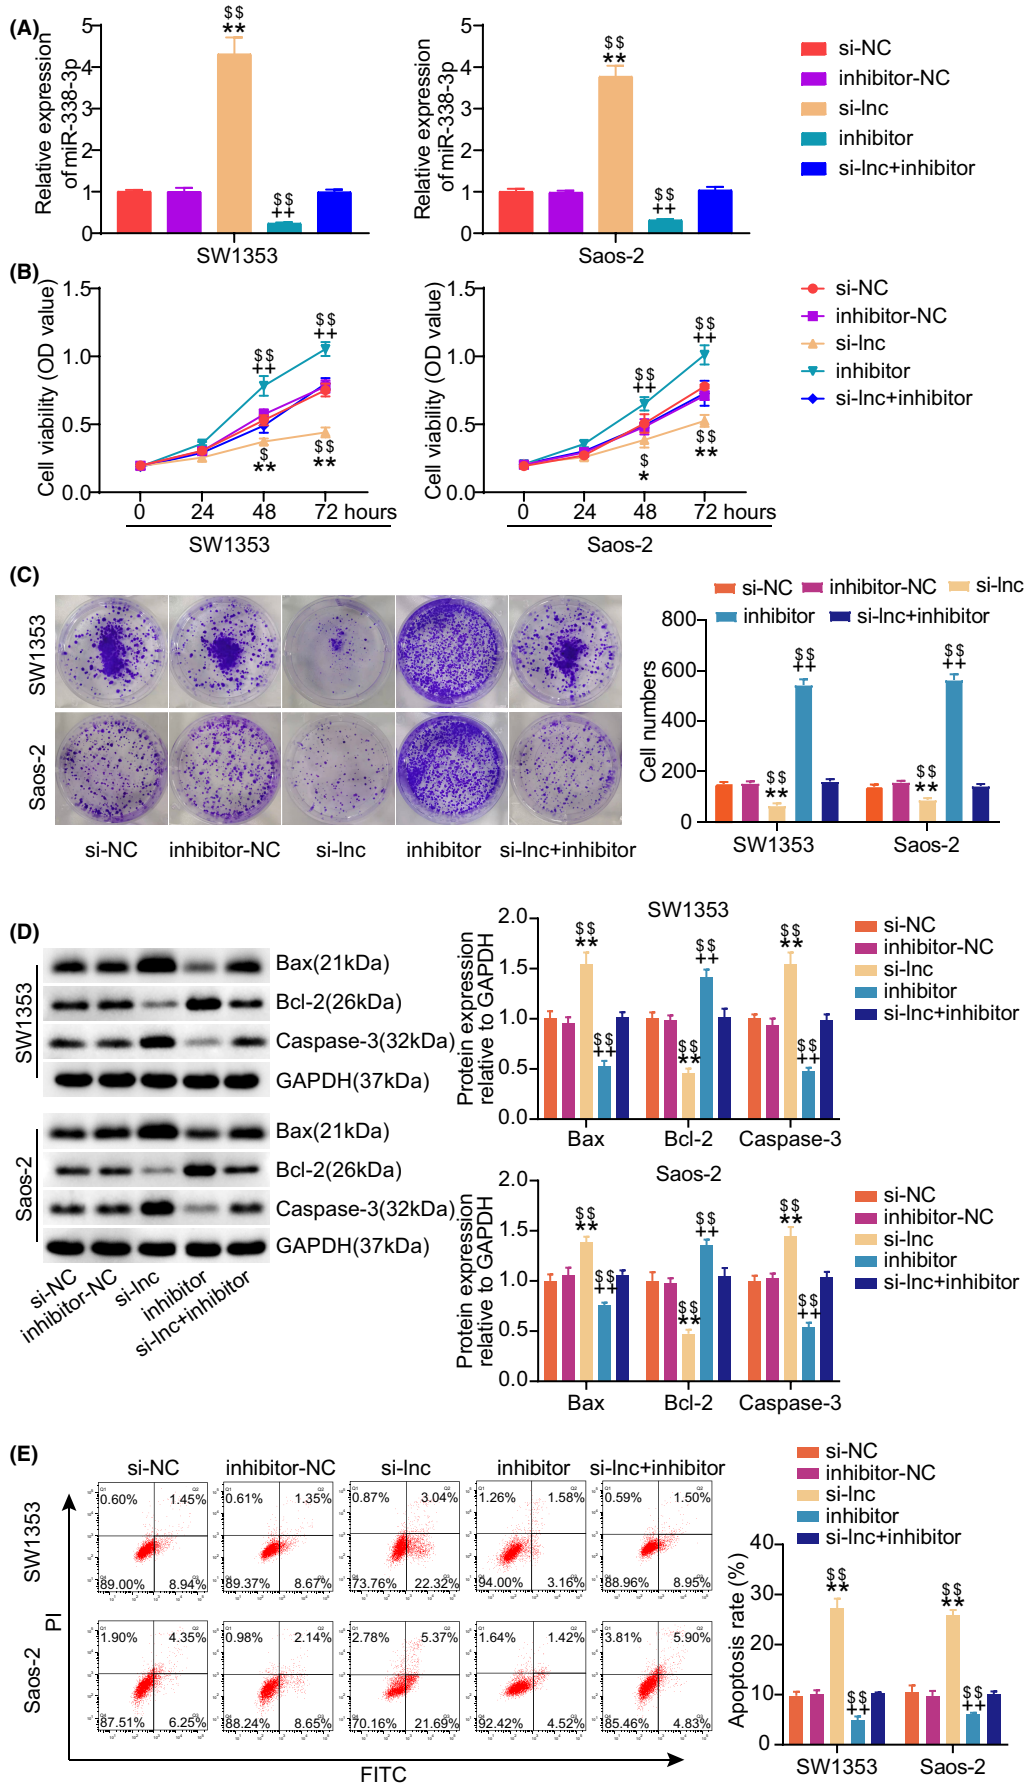 (A)
Relative expression
of miR-338-3p
5
4
3
2
1
0
$$
**
$$
++
SW1353
Relative expression
of miR-338-3p
5
4
3
2
1
0
$$
**
$$
++
Saos-2
si-NC
inhibitor-NC
si-lnc
inhibitor
si-lnc+inhibitor
(B)
Cell viability (OD value)
1.5
1.0
0.5
0.0
$$
++
$$
++
$
**
$$
**
0 24 48 72 hours
SW1353
Cell viability (OD value)
1.5
1.0
0.5
0.0
$$
++
$$
++
$
*
$$
**
0 24 48 72 hours
Saos-2
si-NC
inhibitor-NC
si-lnc
inhibitor
si-lnc+inhibitor
(C)
SW1353
Saos-2
si-NC inhibitor-NC si-lnc inhibitor si-lnc+inhibitor
si-NC inhibitor-NC si-lnc
inhibitor si-lnc+inhibitor
Cell numbers
800
600
400
200
0
$$
**
$$
++
$$
**
$$
++
SW1353 Saos-2
(D)
SW1353
Bax(21kDa)
Bcl-2(26kDa)
Caspase-3(32kDa)
GAPDH(37kDa)
Saos-2
Bax(21kDa)
Bcl-2(26kDa)
Caspase-3(32kDa)
GAPDH(37kDa)
si-NC
inhibitor-NC
si-lnc
inhibitor
si-lnc+inhibitor
SW1353
Protein expression
relative to GAPDH
2.0
1.5
1.0
0.5
0.0
$$
**
$$
++
$$
**
$$
++
$$
**
$$
++
Bax Bcl-2 Caspase-3
si-NC
inhibitor-NC
si-lnc
inhibitor
si-lnc+inhibitor
Saos-2
Protein expression
relative to GAPDH
2.0
1.5
1.0
0.5
0.0
$$
**
$$
++
$$
**
$$
++
$$
**
$$
++
Bax Bcl-2 Caspase-3
si-NC
inhibitor-NC
si-lnc
inhibitor
si-lnc+inhibitor
(E)
si-NC inhibitor-NC si-lnc inhibitor si-lnc+inhibitor
SW1353
0.60% 1.45% 0.61% 1.35% 0.87% 3.04% 1.26% 1.58% 0.59% 1.50%
89.00% 8.94% 89.37% 8.67% 73.76% 22.32% 94.00% 3.16% 88.96% 8.95%
Saos-2
1.90% 4.35% 0.98% 2.14% 2.78% 5.37% 1.64% 1.42% 3.81% 5.90%
87.51% 6.25% 88.24% 8.65% 70.16% 21.69% 92.42% 4.52% 85.46% 4.83%
PI
FITC
si-NC
inhibitor-NC
si-lnc
inhibitor
si-lnc+inhibitor
Apoptosis rate (%)
40
30
20
10
0
$$
**
$$
++
$$
**
$$
++
SW1353 Saos-2